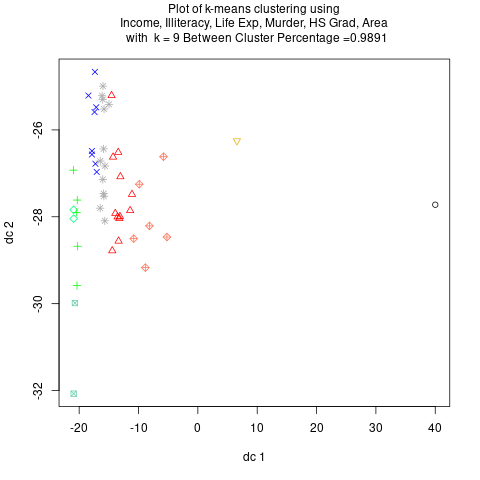 Plot of k-means clustering using
Income, Illiteracy, Life Exp, Murder, HS Grad, Area
with  k = 9 Between Cluster Percentage =0.9891
-26
-28
-30
-32
dc 2
-20 -10 0 10 20 30 40
dc 1